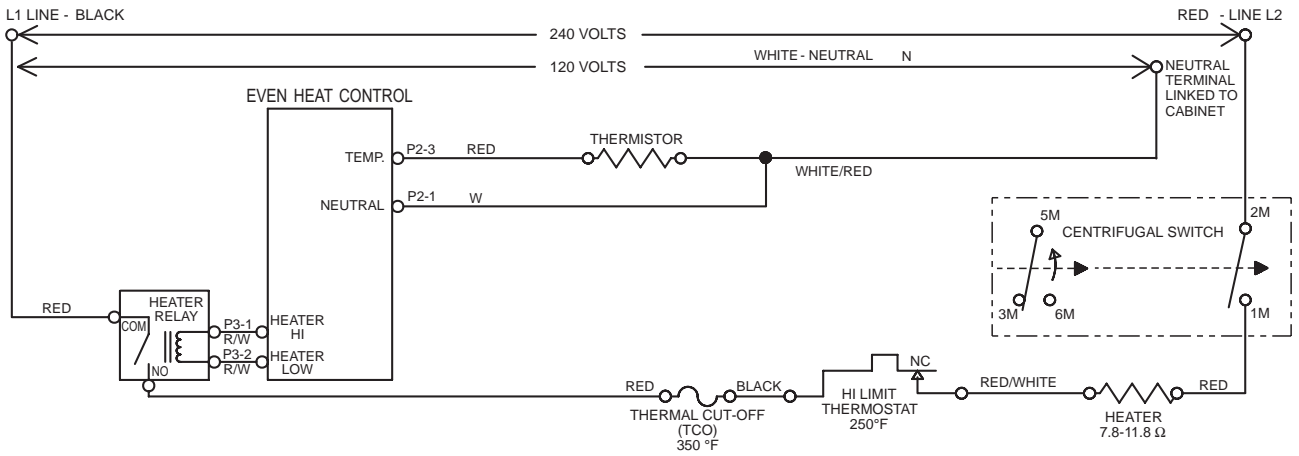 L1 LINE - BLACK
RED - LINE L2
240 VOLTS
WHITE - NEUTRAL N
120 VOLTS
NEUTRAL
TERMINAL
LINKED TO
CABINET
EVEN HEAT CONTROL
THERMISTOR
TEMP.
P2-3
RED
WHITE/RED
NEUTRAL
P2-1
W
5M
CENTRIFUGAL SWITCH
2M
3M
6M
1M
RED
HEATER
RELAY
COM
NO
P3-1
R/W
P3-2
R/W
HEATER
HI
HEATER
LOW
RED
BLACK
THERMAL CUT-OFF
(TCO)
350 °F
NC
HI LIMIT
THERMOSTAT
250°F
RED/WHITE
RED
HEATER
7.8-11.8 Ω